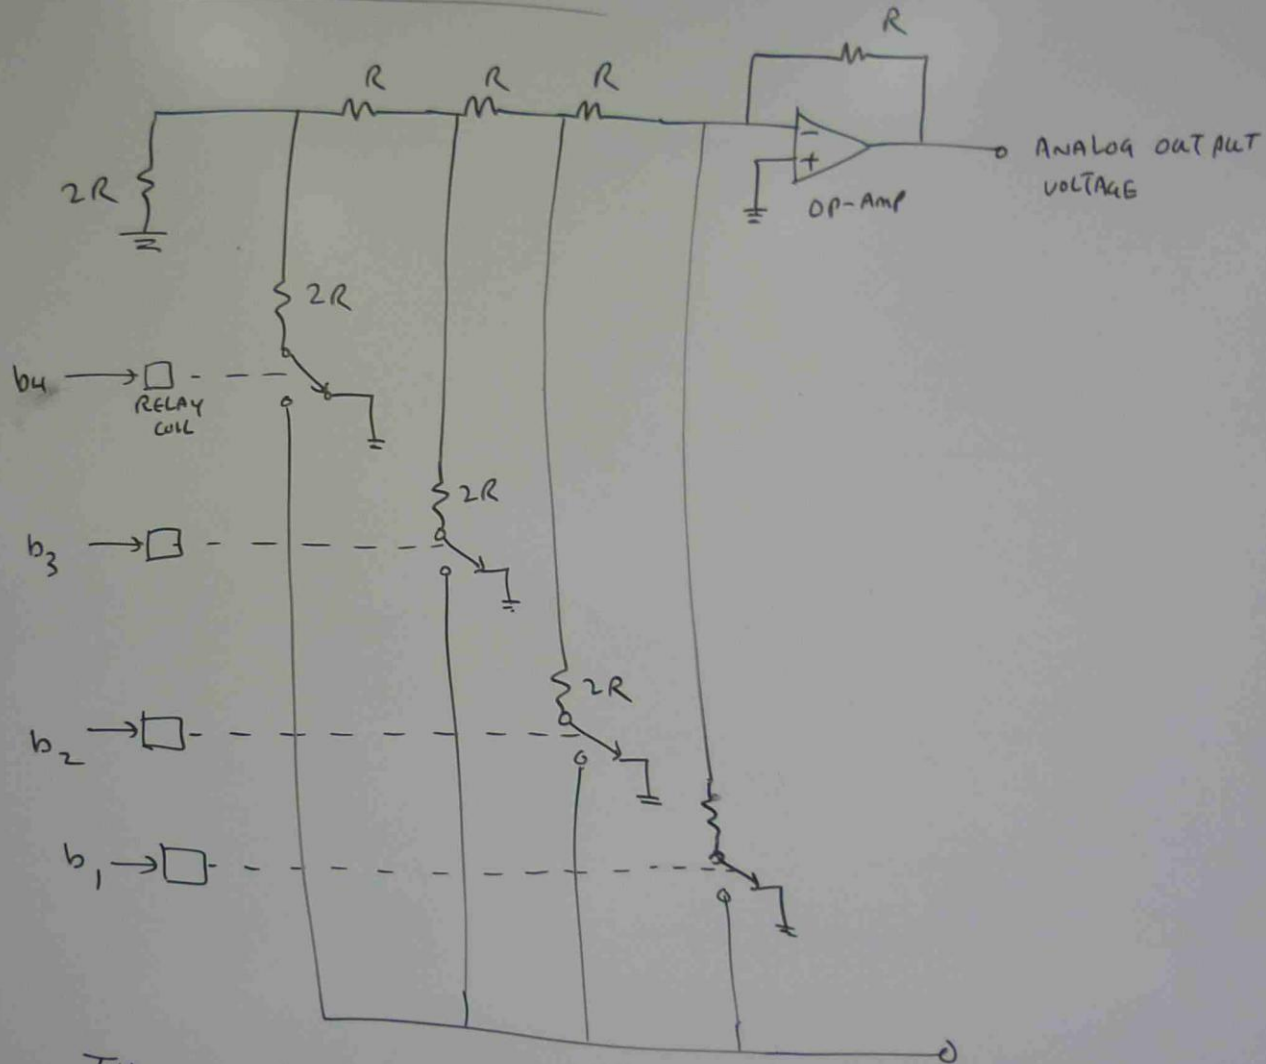 R
R
R
R
ANALOG OUTPUT
VOLTAGE
-
+
OP-AMP
2R
2R
b4
RELAY
COIL
2R
b3
2R
b2
b1